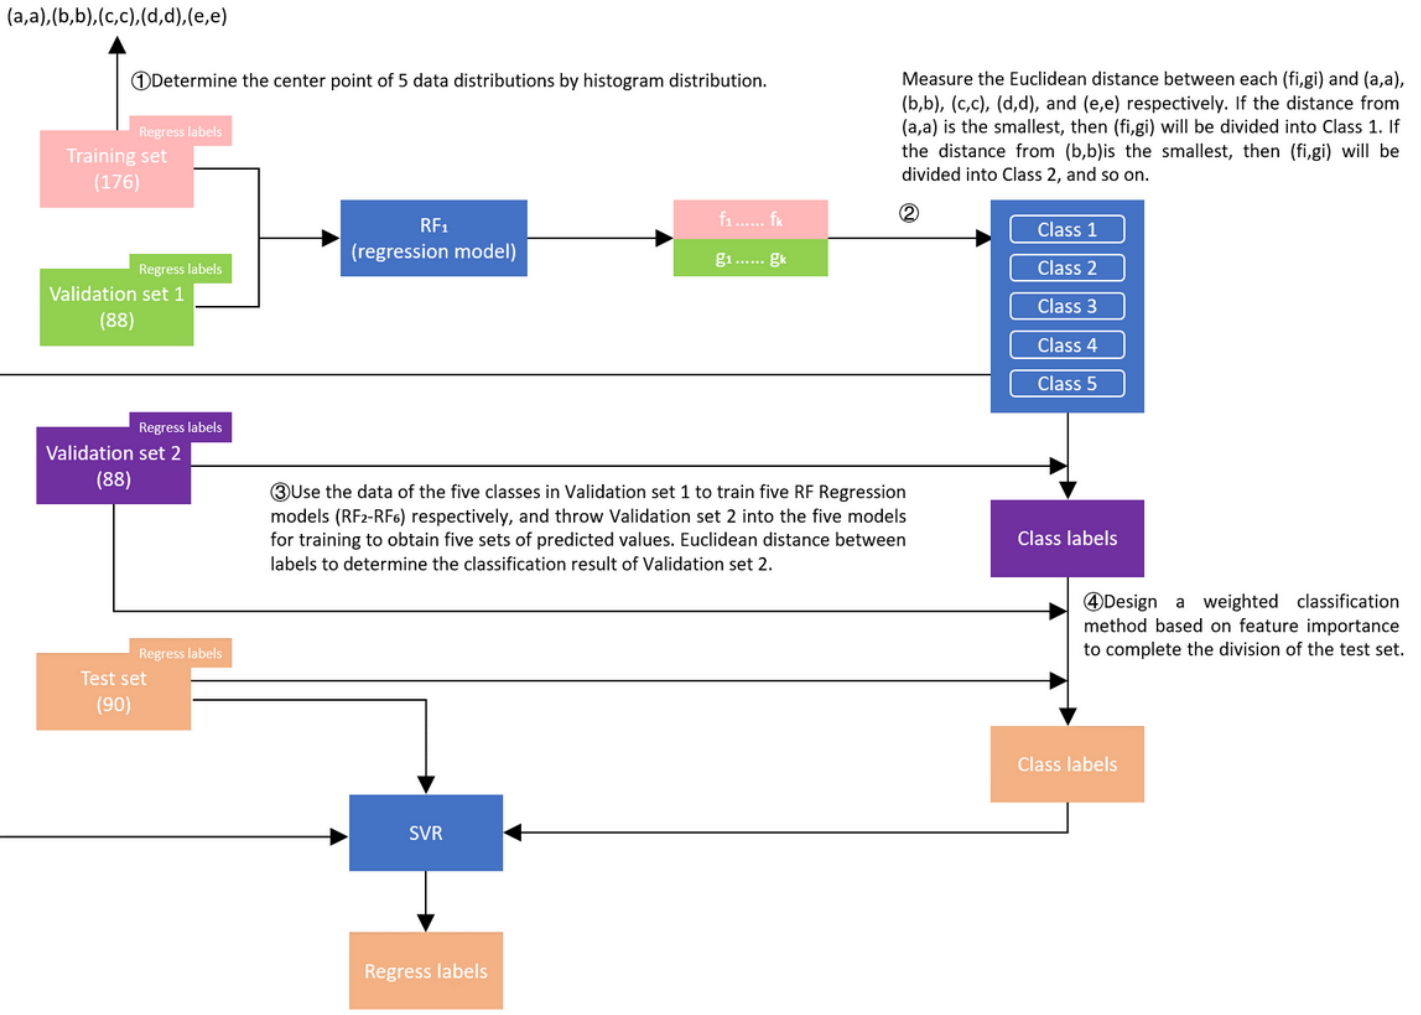 (a,a),(b,b),(c,c),(d,d),(e,e)
①Determine the center point of 5 data distributions by histogram distribution.
Measure the Euclidean distance between each (fi,gi) and (a,a),
(b,b), (c,c), (d,d), and (e,e) respectively. If the distance from
(a,a) is the smallest, then (fi,gi) will be divided into Class 1. If
the distance from (b,b)is the smallest, then (fi,gi) will be
divided into Class 2, and so on.
Regress labels
Training set
(176)
RF₁
(regression model)
f₁...... fₖ
g₁...... gₖ
②
Class 1
Class 2
Class 3
Class 4
Class 5
Regress labels
Validation set 1
(88)
Regress labels
Validation set 2
(88)
③Use the data of the five classes in Validation set 1 to train five RF Regression
models (RF₂-RF₆) respectively, and throw Validation set 2 into the five models
for training to obtain five sets of predicted values. Euclidean distance between
labels to determine the classification result of Validation set 2.
Class labels
④Design a weighted classification
method based on feature importance
to complete the division of the test set.
Regress labels
Test set
(90)
Class labels
SVR
Regress labels